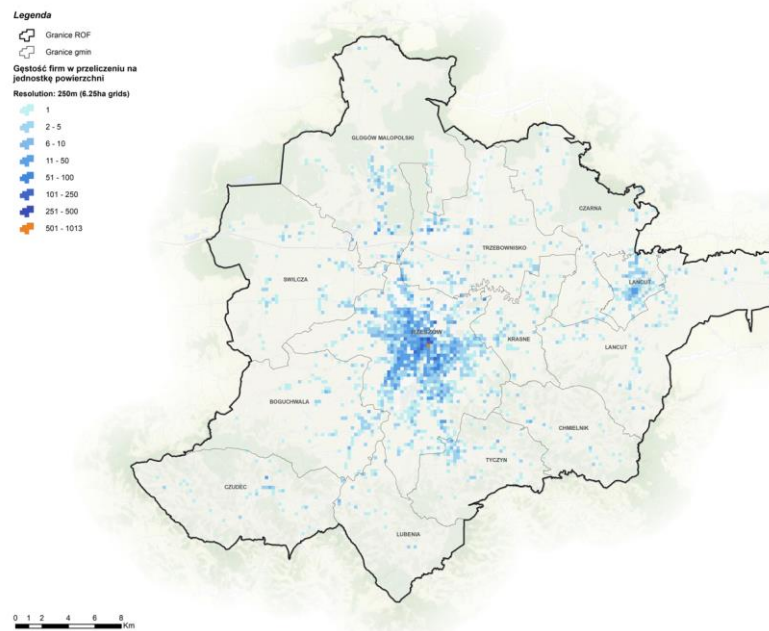 Legenda
Granice ROF
Granice gmin
Gęstość firm w przeliczeniu na
jednostkę powierzchni
Resolution: 250m (6.25ha grids)
1
2 - 5
6 - 10
11 - 50
51 - 100
101 - 250
251 - 500
501 - 1013
GŁOGÓW MAŁOPOLSKI
CZARNA
TRZEBOWNISKO
ŚWILCZA
ŁAŃCUT
RZESZÓW
KRASNE
ŁAŃCUT
BOGUCHWAŁA
CHMIELNIK
TYCZYN
CZUDEC
LUBENIA
0 1 2 4 6 8
Km